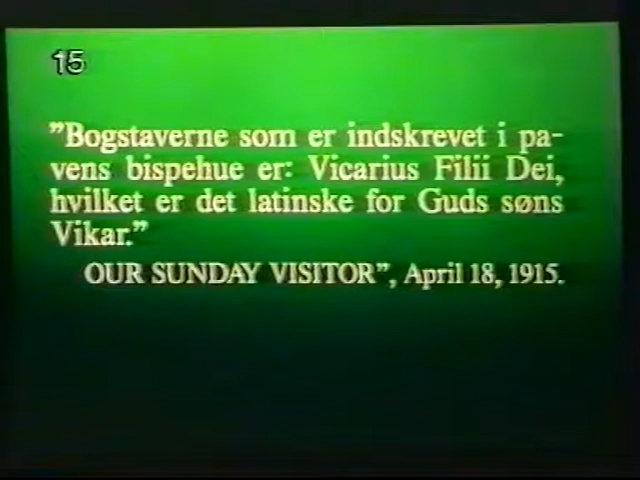 15
"Bogstaverne som er indskrevet i pa-
vens bispehue er: Vicarius Filii Dei,
hvilket er det latinske for Guds søns
Vikar."
OUR SUNDAY VISITOR", April 18, 1915.